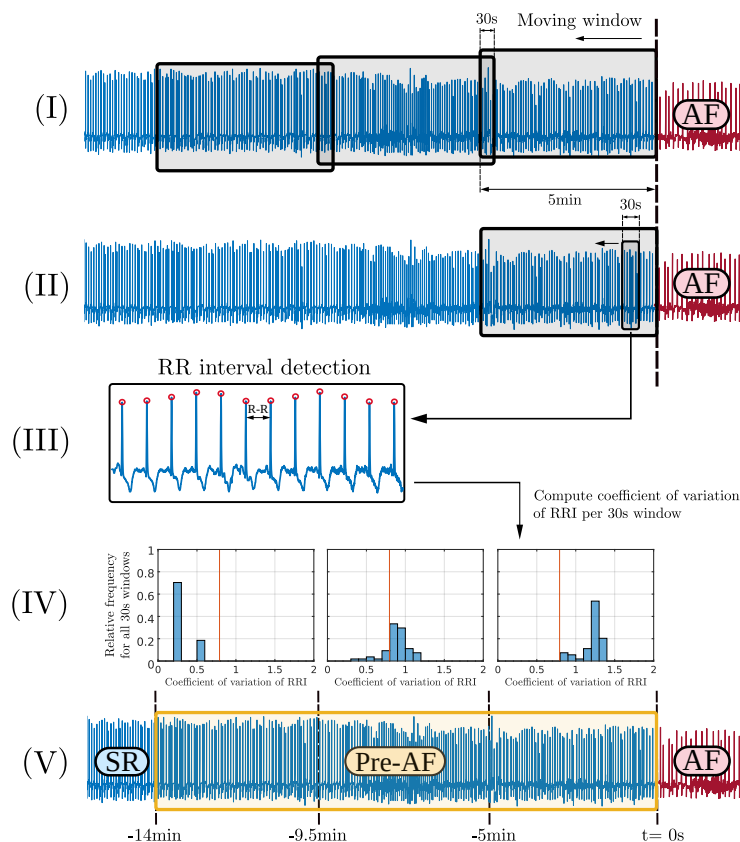 30s
Moving window
(I)
AF
5min
30s
(II)
AF
RR interval detection
R-R
(III)
Compute coefficient of variation
of RRI per 30s window
(IV)
Relative frequency
for all 30s windows
1
0.8
0.6
0.4
0.2
0
0 0.5 1 1.5 2
Coefficient of variation of RRI
0 0.5 1 1.5 2
Coefficient of variation of RRI
0 0.5 1 1.5 2
Coefficient of variation of RRI
(V)
SR
Pre-AF
AF
-14min
-9.5min
-5min
t= 0s